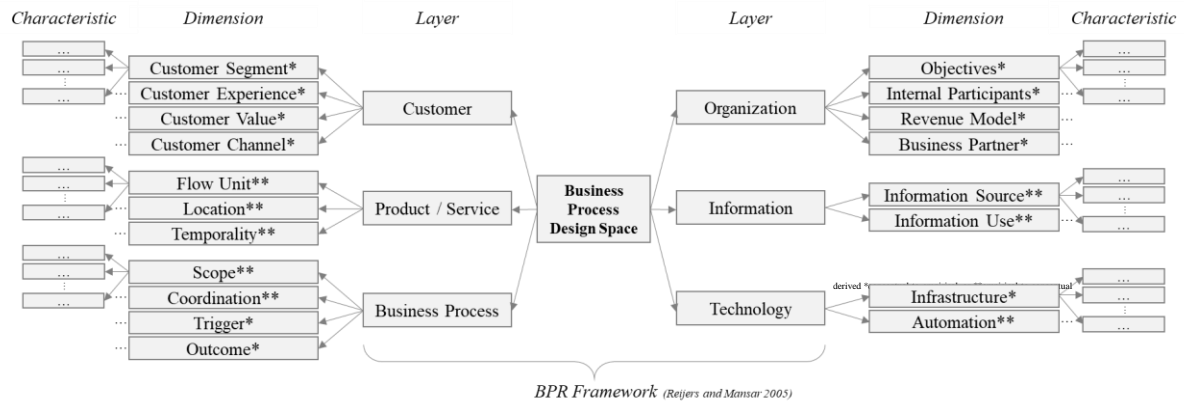 Characteristic Dimension Layer Layer Dimension Characteristic
...
...
...
Customer Segment*
Customer Experience*
Customer Value*
Customer Channel*
Customer
...
...
...
Flow Unit**
Location**
Temporality**
Product / Service
...
...
...
Scope**
Coordination**
Trigger*
Outcome*
Business Process
Business
Process
Design Space
Organization
Objectives*
Internal Participants*
Revenue Model*
Business Partner*
...
...
...
Information
Information Source**
Information Use**
...
...
...
derived
Technology
Infrastructure*
Automation**
...
...
...
BPR Framework (Reijers and Mansar 2005)